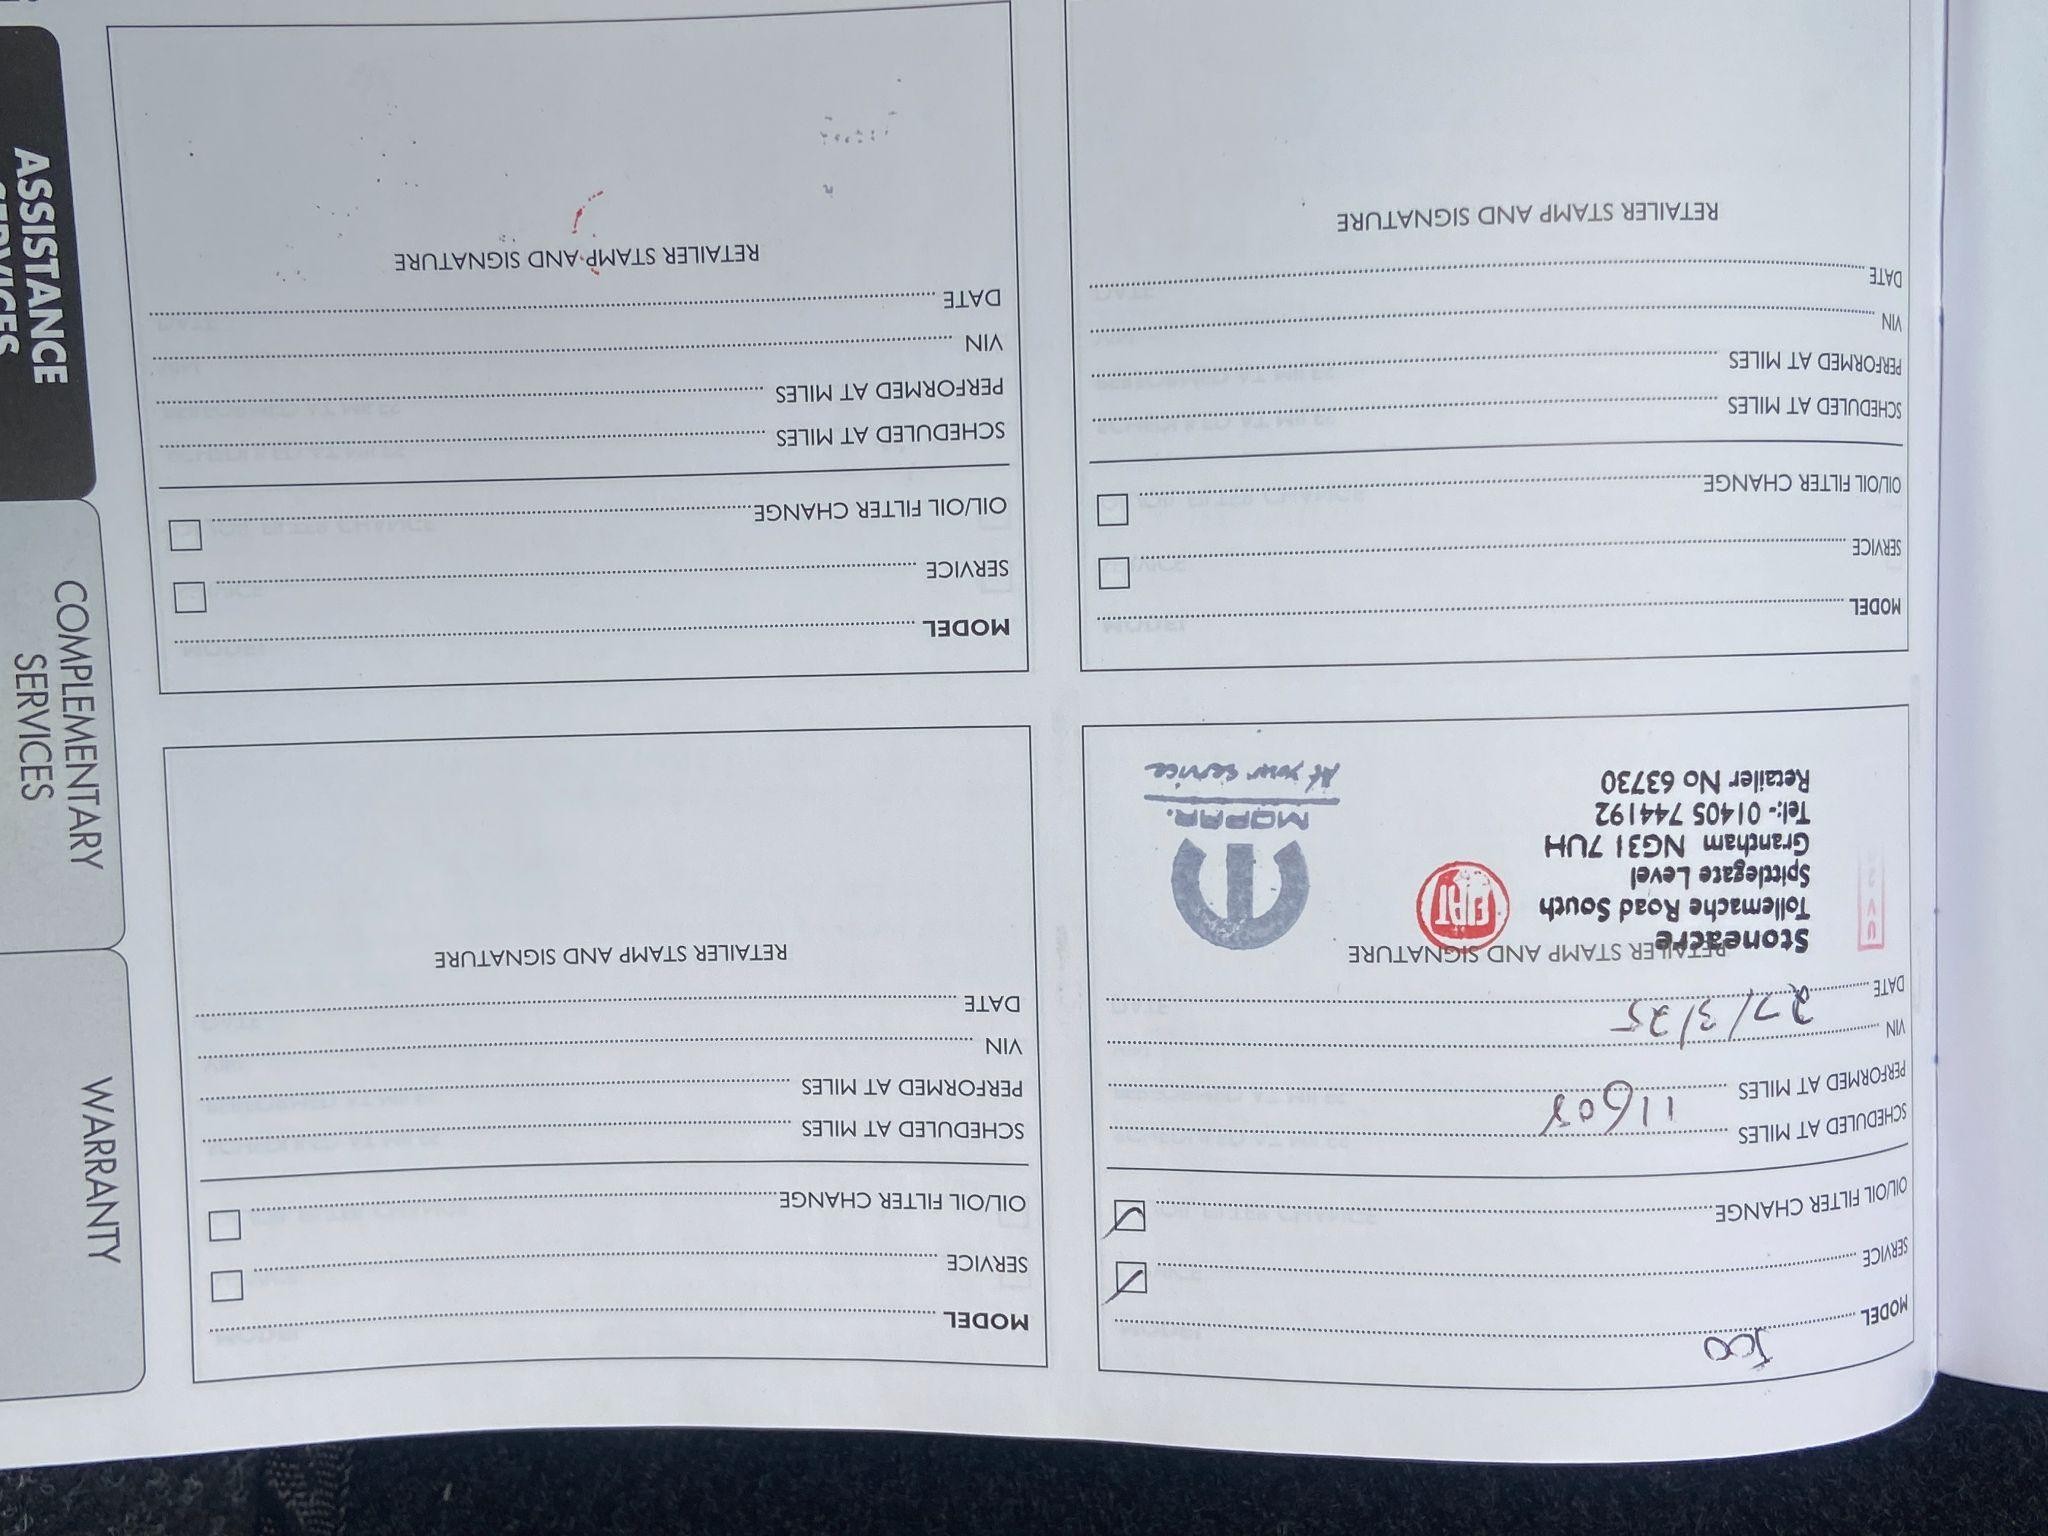 MODEL 500
SERVICE
OIL/OIL FILTER CHANGE
SCHEDULED AT MILES
PERFORMED AT MILES 11608
VIN
DATE 27/3/25
RETAILER STAMP AND SIGNATURE
Stoneacre
Tollemache Road South
Spittlegate Level
Grantham NG31 7UH
Tel:- 01405 744192
Retailer No 63730
FIAT
MOPAR.
At your service
MODEL
SERVICE
OIL/OIL FILTER CHANGE
SCHEDULED AT MILES
PERFORMED AT MILES
VIN
DATE
RETAILER STAMP AND SIGNATURE
MODEL
SERVICE
OIL/OIL FILTER CHANGE
SCHEDULED AT MILES
PERFORMED AT MILES
VIN
DATE
RETAILER STAMP AND SIGNATURE
MODEL
SERVICE
OIL/OIL FILTER CHANGE
SCHEDULED AT MILES
PERFORMED AT MILES
VIN
DATE
RETAILER STAMP AND SIGNATURE
WARRANTY
COMPLEMENTARY
SERVICES
ASSISTANCE
SERVICES